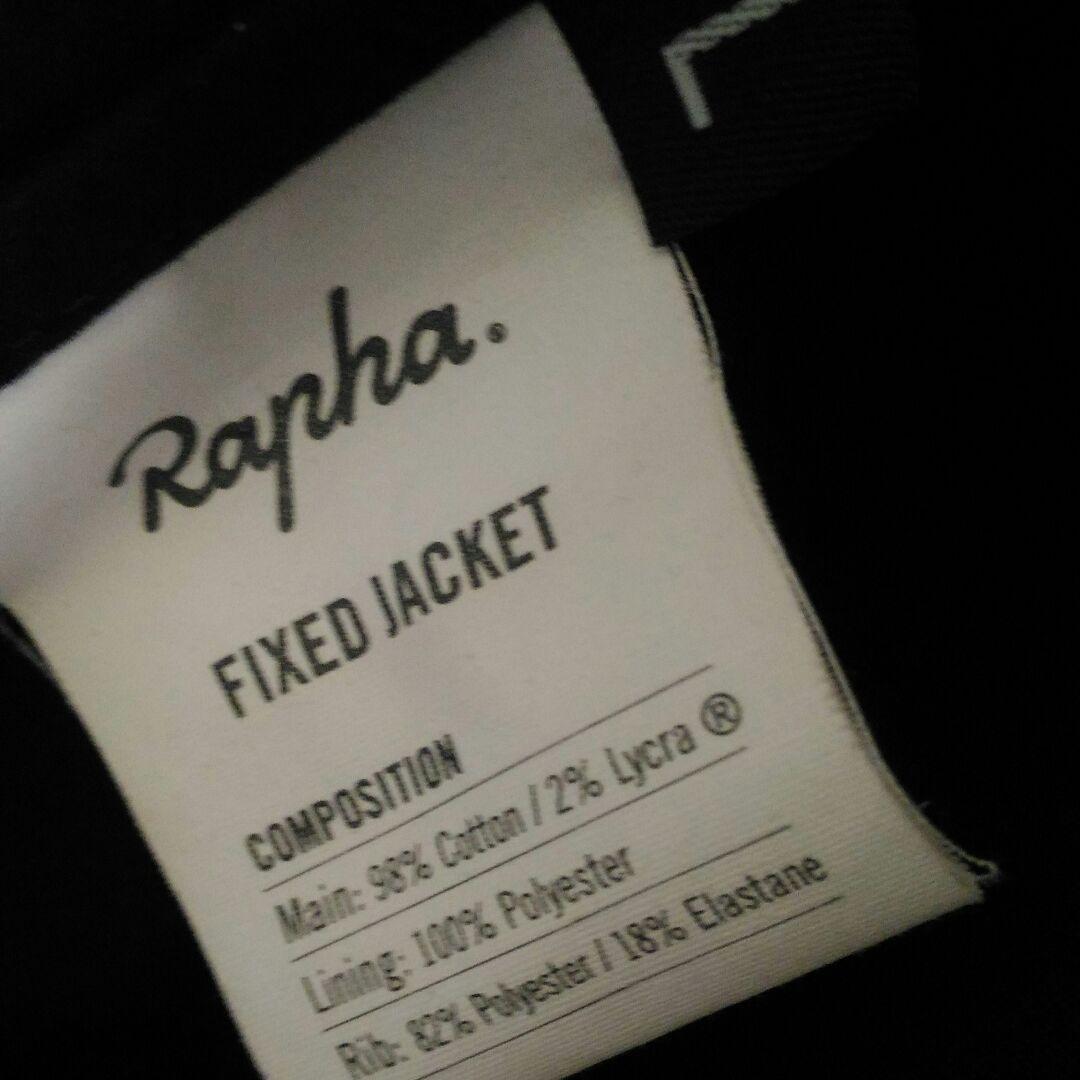 Rapha.
FIXED JACKET
COMPOSITION
Main: 98% Cotton / 2% Lycra ®
Lining: 100% Polyester
Rib: 82% Polyester / 18% Elastane